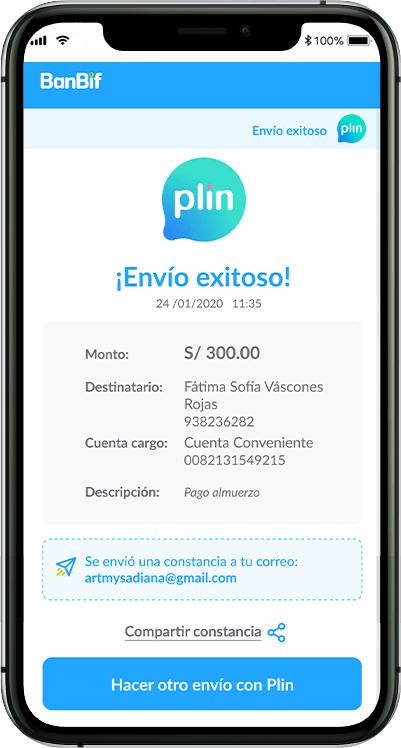 100%
BanBif
Envío exitoso
plin
plin
¡Envío exitoso!
24 /01/2020 11:35
Monto: S/ 300.00
Destinatario: Fátima Sofía Váscones
Rojas
938236282
Cuenta cargo: Cuenta Conveniente
0082131549215
Descripción: Pago almuerzo
Se envió una constancia a tu correo:
artmysadiana@gmail.com
Compartir constancia
Hacer otro envío con Plin